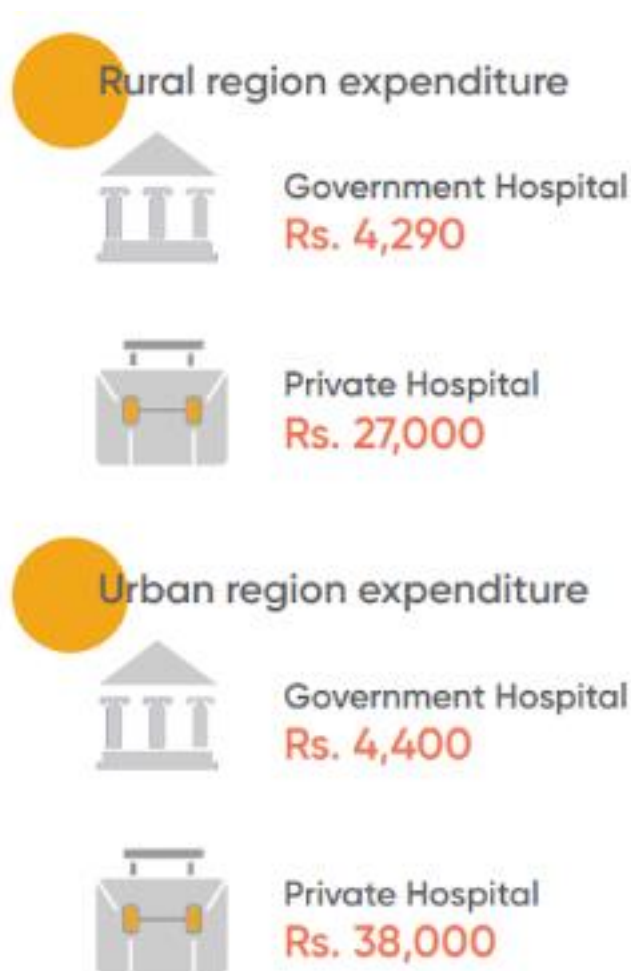 Rural region expenditure
Government Hospital
Rs. 4,290
Private Hospital
Rs. 27,000
Urban region expenditure
Government Hospital
Rs. 4,400
Private Hospital
Rs. 38,000